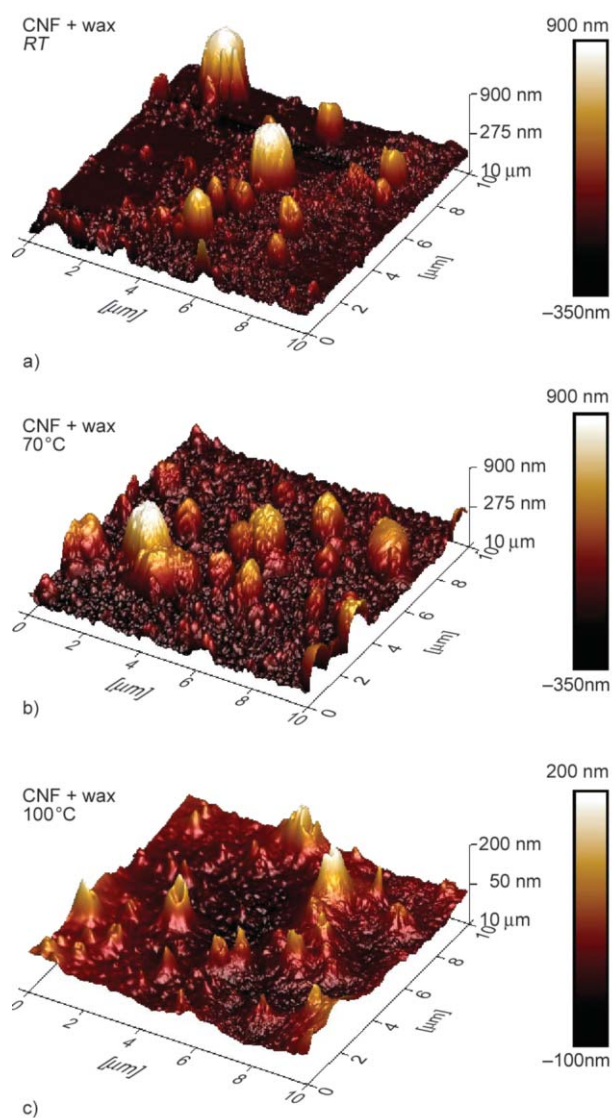 CNF + wax
RT
900 nm
900 nm
275 nm
10 µm
10
8
6
4
2
0
[µm]
0
2
4
6
8
10
[µm]
–350nm
a)
CNF + wax
70°C
900 nm
900 nm
275 nm
10 µm
10
8
6
4
2
0
[µm]
0
2
4
6
8
10
[µm]
–350nm
b)
CNF + wax
100°C
200 nm
200 nm
50 nm
10 µm
10
8
6
4
2
0
[µm]
0
2
4
6
8
10
[µm]
–100nm
c)